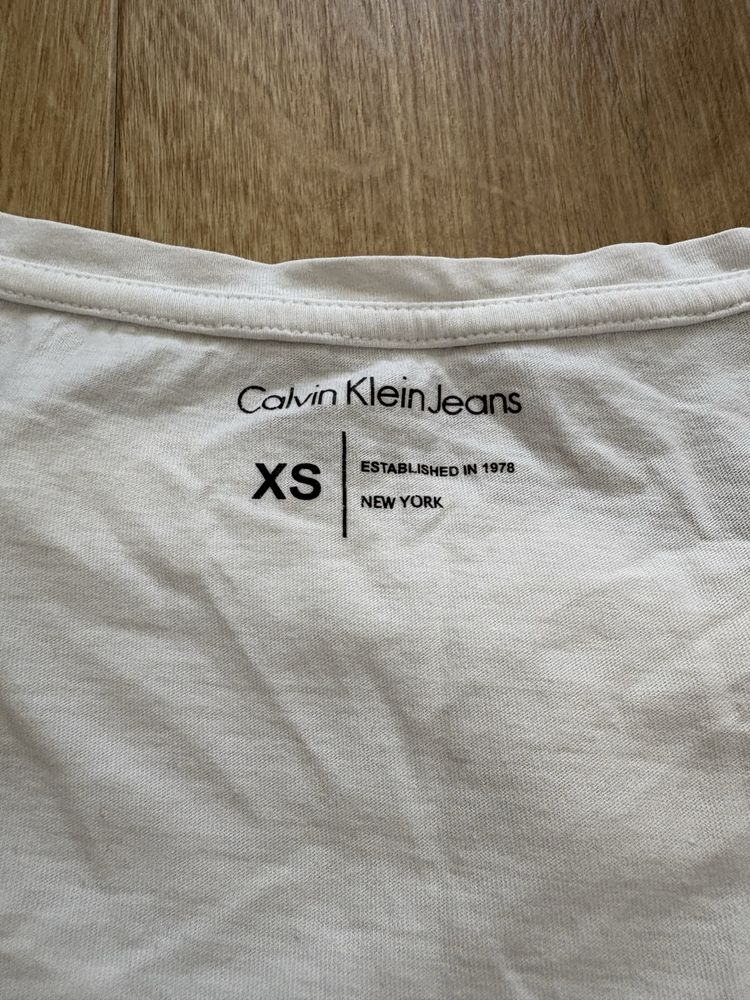 Calvin Klein Jeans
XS
ESTABLISHED IN 1978
NEW YORK